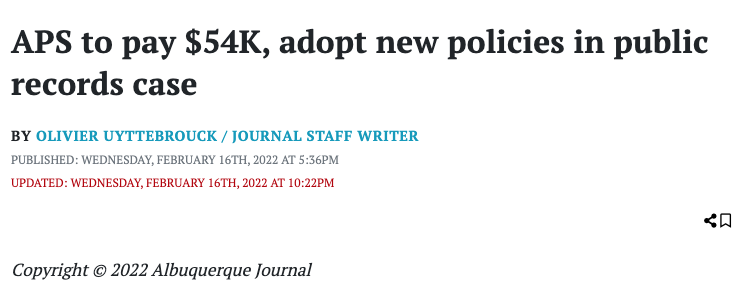 APS to pay $54K, adopt new policies in public
records case
BY OLIVIER UYTTEBROUCK / JOURNAL STAFF WRITER
PUBLISHED: WEDNESDAY, FEBRUARY 16TH, 2022 AT 5:36PM
UPDATED: WEDNESDAY, FEBRUARY 16TH, 2022 AT 10:22PM
Copyright © 2022 Albuquerque Journal